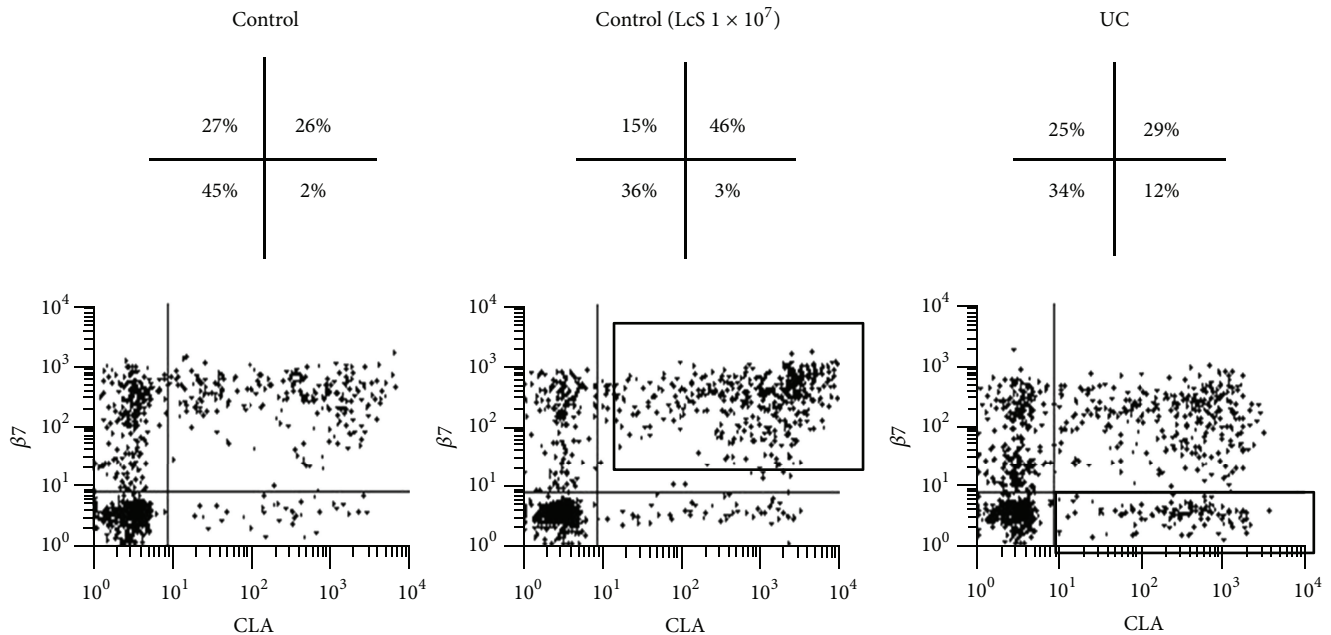 Control Control (LcS 1 × 10⁷) UC
27% 26% 15% 46% 25% 29%
45% 2% 36% 3% 34% 12%
10⁴ 10⁴ 10⁴
10³ 10³ 10³
10² 10² 10²
β7 β7 β7
10¹ 10¹ 10¹
10⁰ 10⁰ 10⁰
10⁰ 10¹ 10² 10³ 10⁴ 10⁰ 10¹ 10² 10³ 10⁴ 10⁰ 10¹ 10² 10³ 10⁴
CLA CLA CLA